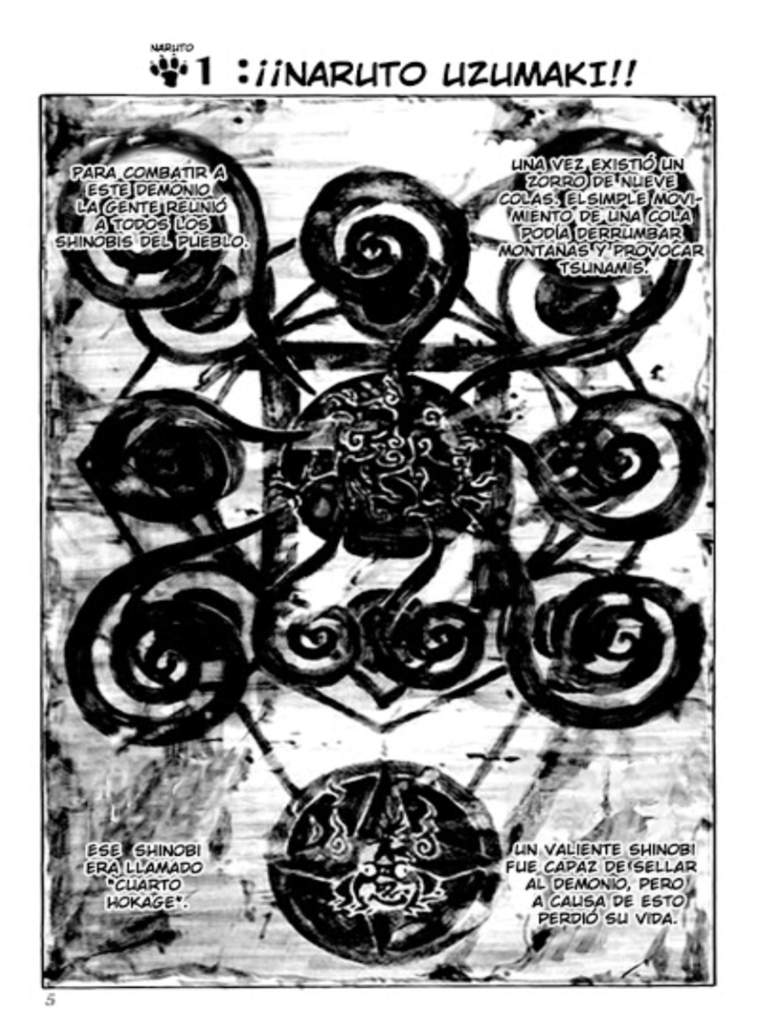 NARUTO
1 :¡¡NARUTO UZUMAKI!!
UNA VEZ EXISTIÓ UN
ZORRO DE NUEVE
COLAS. EL SIMPLE MOVI-
MIENTO DE UNA COLA
PODÍA DERRUMBAR
MONTAÑAS Y PROVOCAR
TSUNAMIS.
PARA COMBATIR A
ESTE DEMONIO
LA GENTE REUNIÓ
A TODOS LOS
SHINOBIS DEL PUEBLO.
UN VALIENTE SHINOBI
FUE CAPAZ DE SELLAR
AL DEMONIO, PERO
A CAUSA DE ESTO
PERDIÓ SU VIDA.
ESE SHINOBI
ERA LLAMADO
"CUARTO
HOKAGE".
5